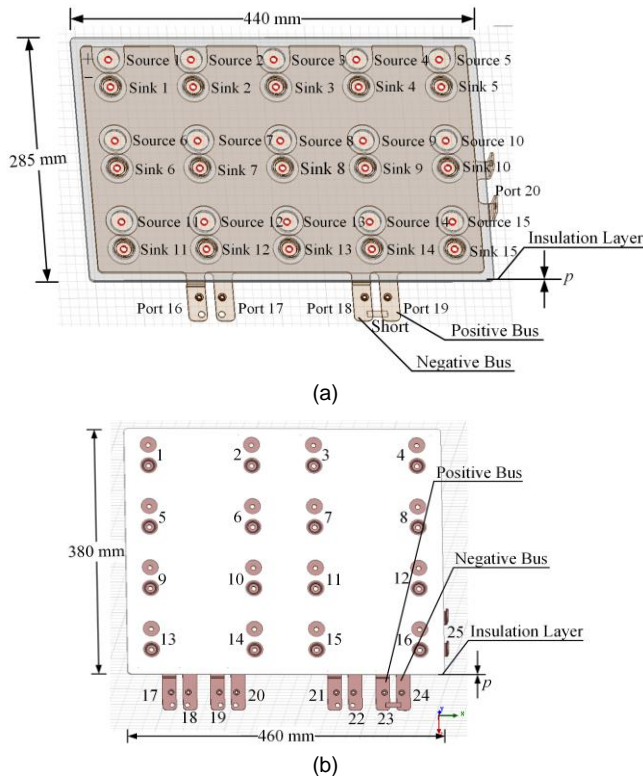 440 mm
Source 1 Source 2 Source 3 Source 4 Source 5
+
−
Sink 1 Sink 2 Sink 3 Sink 4 Sink 5
Source 6 Source 7 Source 8 Source 9 Source 10
285 mm
Sink 6 Sink 7 Sink 8 Sink 9 Sink 10
Port 20
Source 11 Source 12 Source 13 Source 14 Source 15
Insulation Layer
Sink 11 Sink 12 Sink 13 Sink 14 Sink 15
p
Port 16 Port 17 Port 18 Port 19
Short
Positive Bus
Negative Bus
(a)
1 2 3 4
Positive Bus
5 6 7 8
380 mm
Negative Bus
9 10 11 12
13 14 15 16 25
Insulation Layer
p
17 18 19 20 21 22 23 24
460 mm
(b)